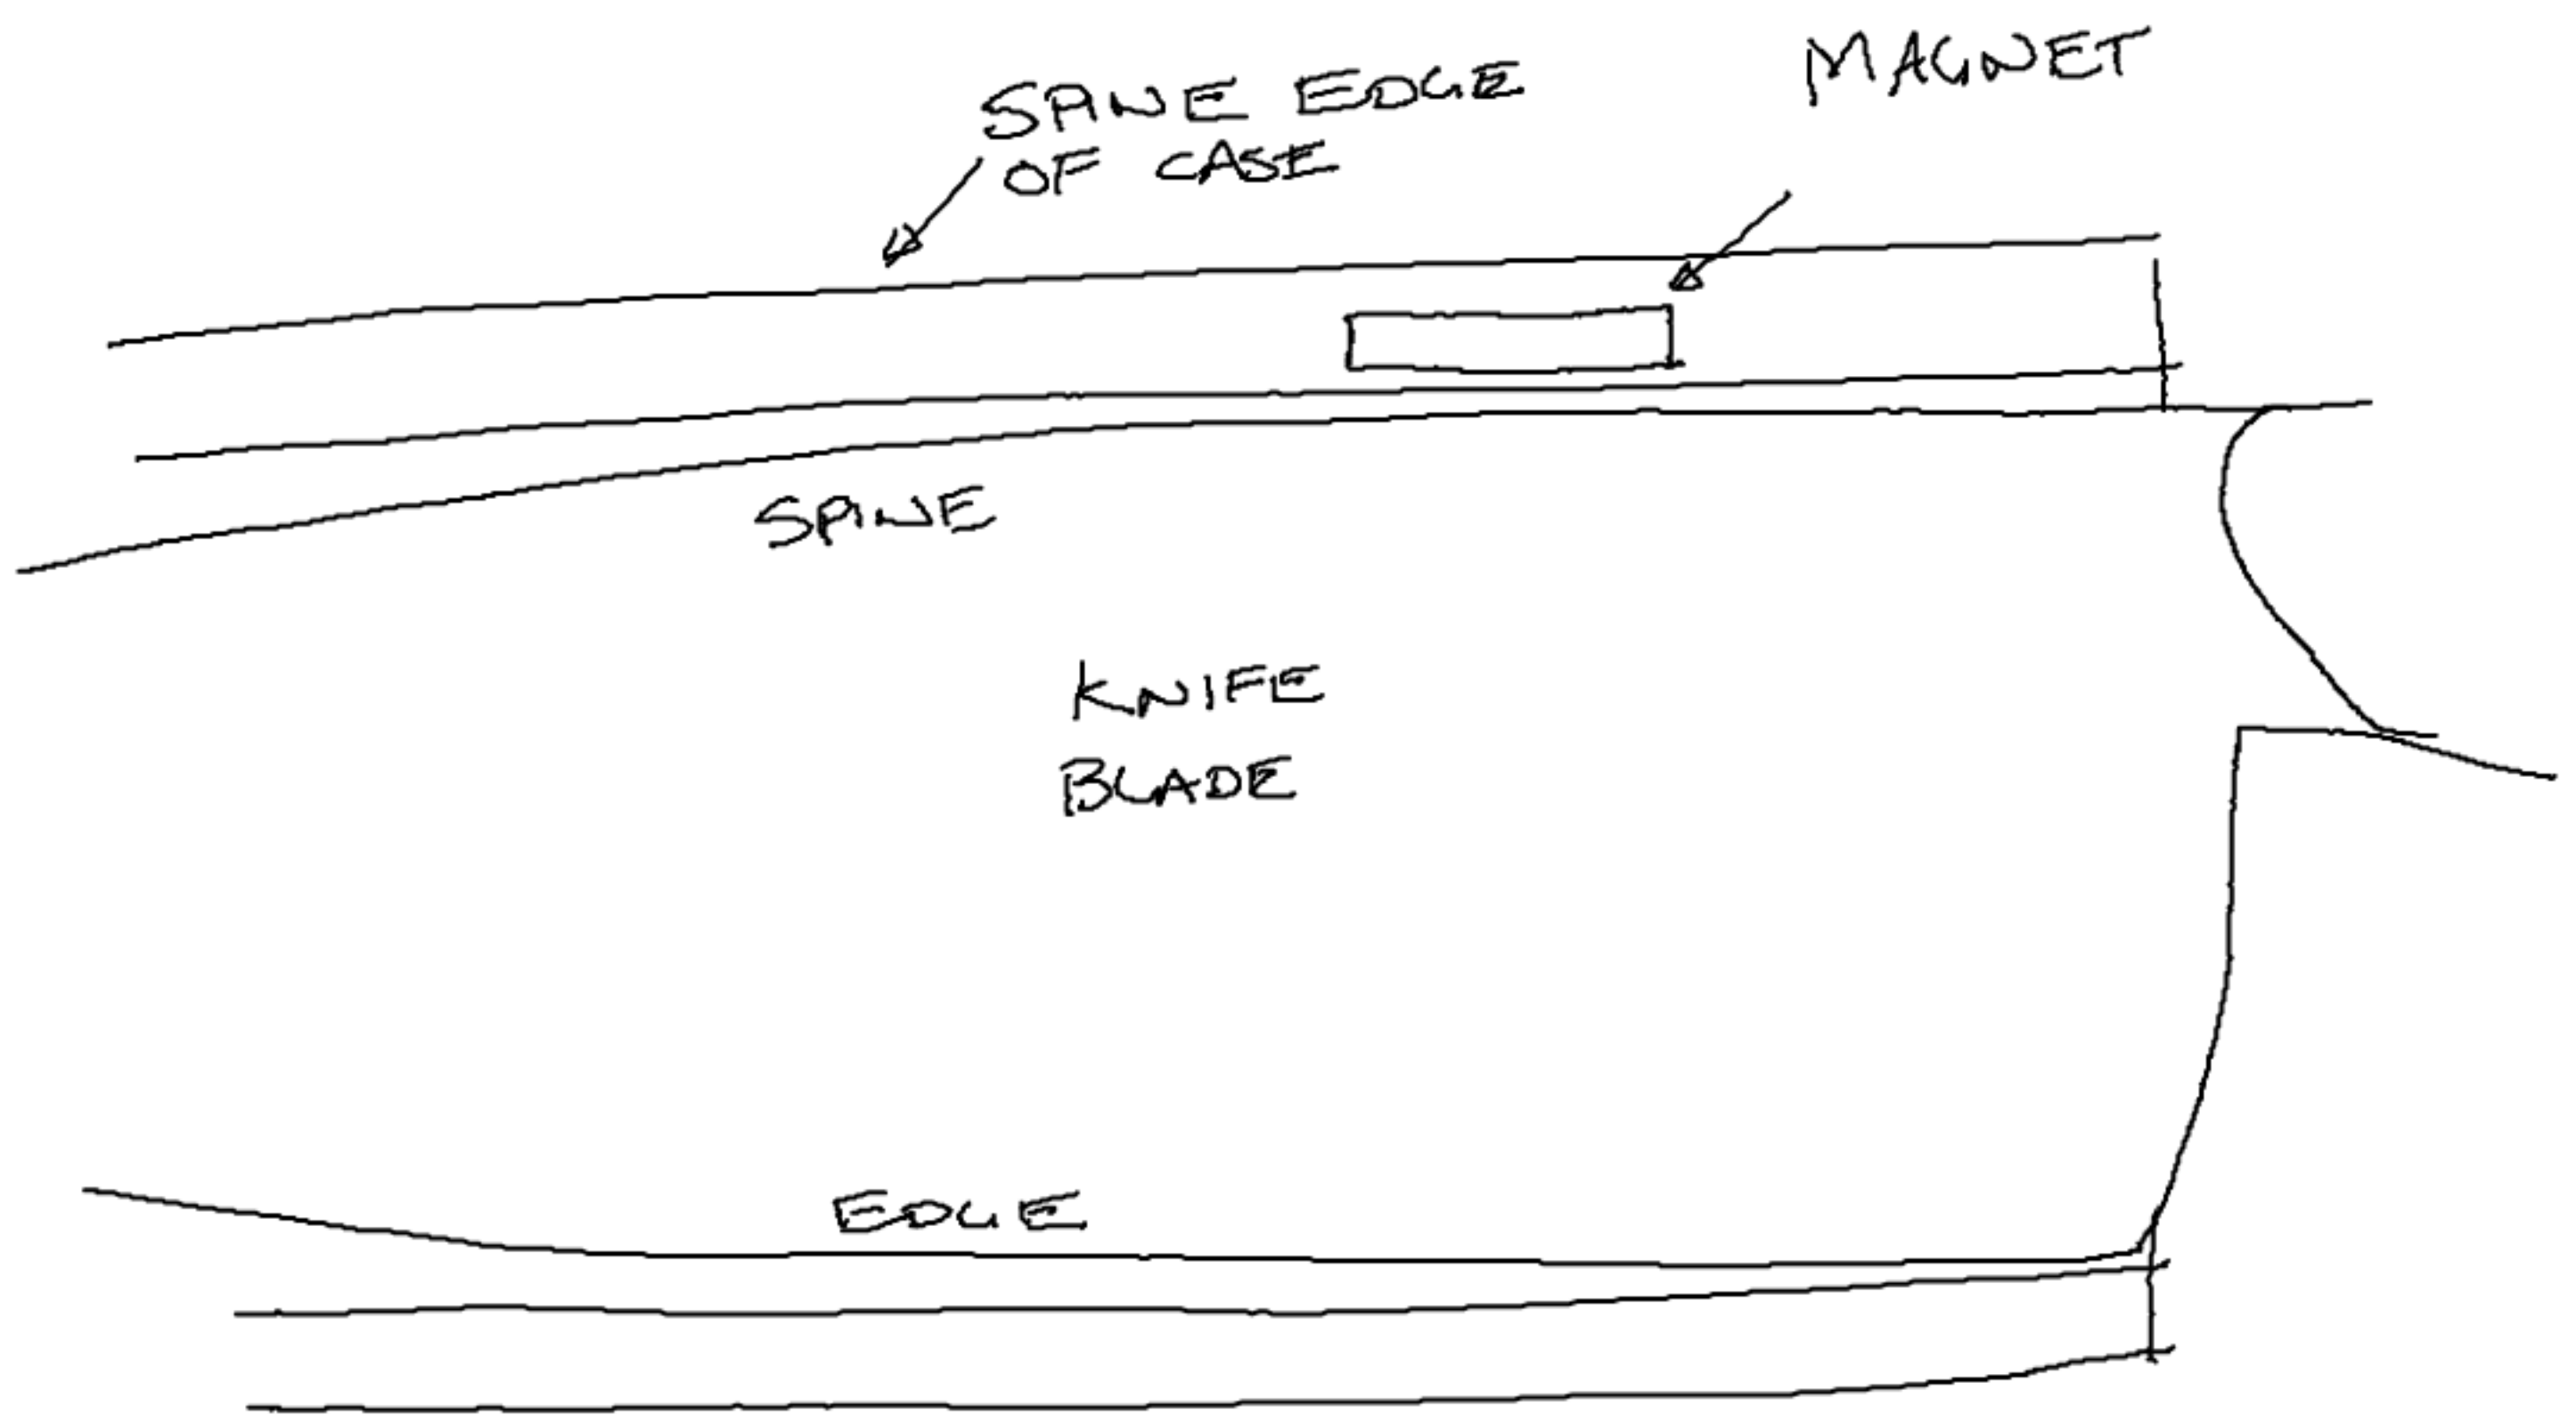 SPINE EDGE
OF CASE
MAGNET
SPINE
KNIFE
BLADE
EDGE